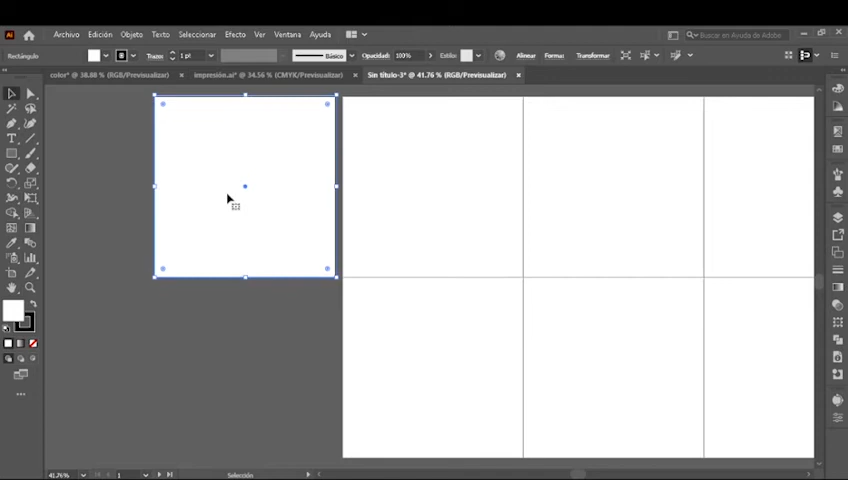 Ai Archivo Edición Objeto Texto Seleccionar Efecto Ver Ventana Ayuda Buscar en Ayuda de Adobe
Rectángulo Trazo: 1 pt Básico Opacidad: 100% Estilo: Alinear Forma: Transformar
color* @ 38.88 % (RGB/Previsualizar) × impresión.ai* @ 34.56 % (CMYK/Previsualizar) × Sin título-3* @ 41.76 % (RGB/Previsualizar) ×
41.76% 1 Selección